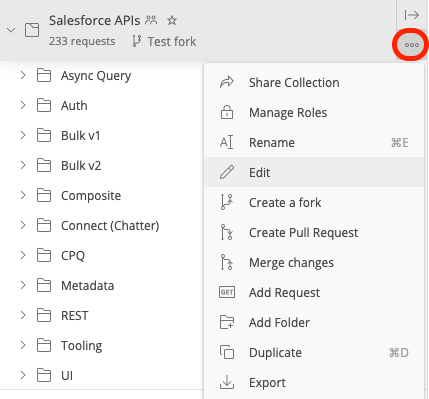 Salesforce APIs
233 requests Test fork
Async Query
Auth
Bulk v1
Bulk v2
Composite
Connect (Chatter)
CPQ
Metadata
REST
Tooling
UI
Share Collection
Manage Roles
Rename ⌘E
Edit
Create a fork
Create Pull Request
Merge changes
GET Add Request
Add Folder
Duplicate ⌘D
Export